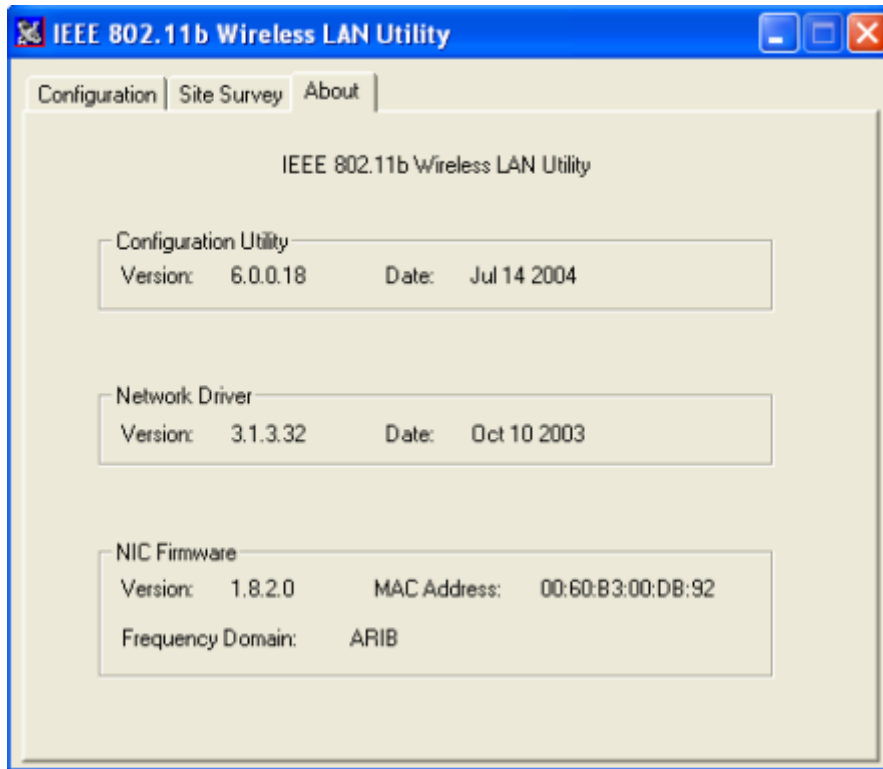 IEEE 802.11b Wireless LAN Utility
Configuration Site Survey About
IEEE 802.11b Wireless LAN Utility
Configuration Utility
Version: 6.0.0.18 Date: Jul 14 2004
Network Driver
Version: 3.1.3.32 Date: Oct 10 2003
NIC Firmware
Version: 1.8.2.0 MAC Address: 00:60:B3:00:DB:92
Frequency Domain: ARIB